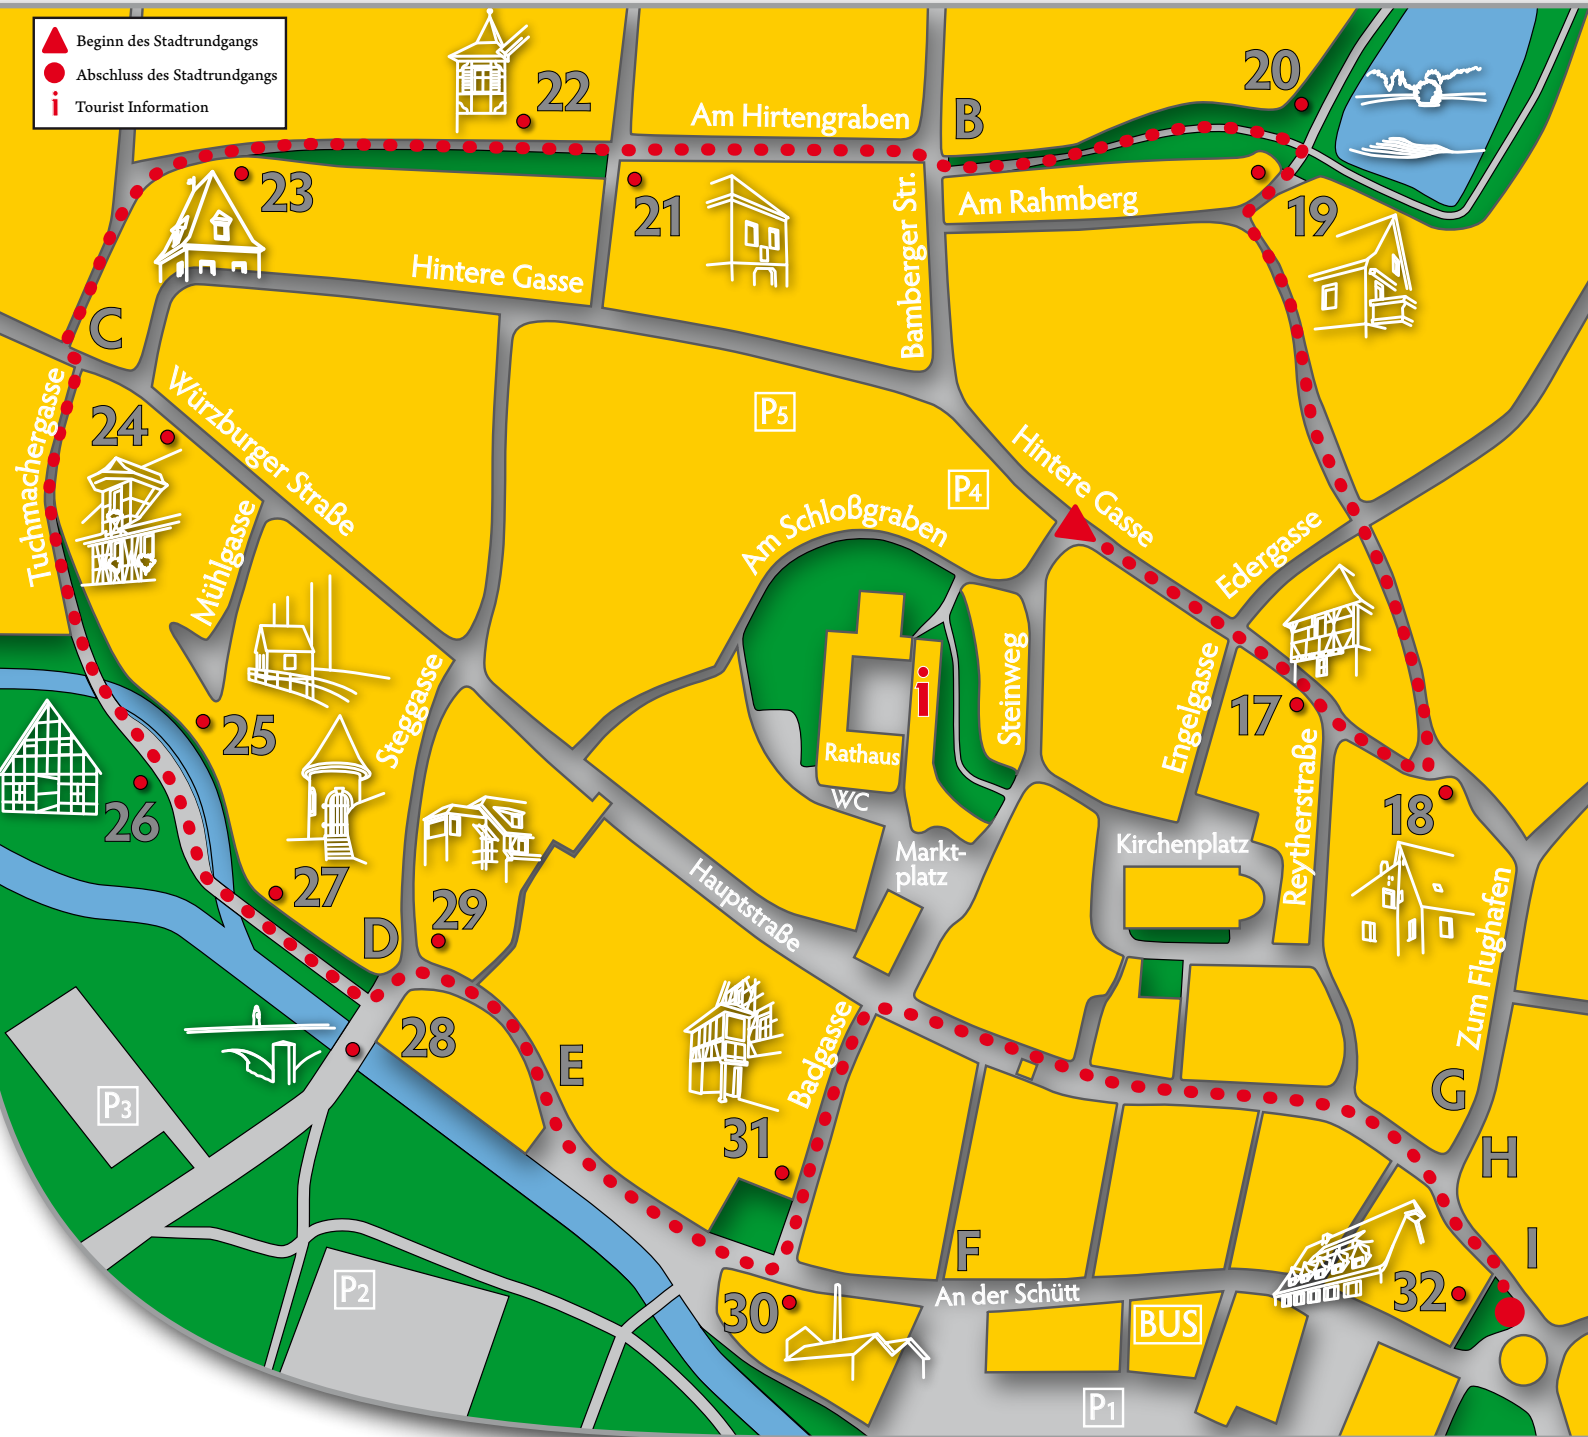 Beginn des Stadtrundgangs
Abschluss des Stadtrundgangs
i Tourist Information
22
20
Am Hirtengraben
B
23
21
Bamberger Str.
Am Rahmberg
19
Hintere Gasse
C
Tuchmachergasse
Würzburger Straße
24
P5
P4
Hintere Gasse
Am Schloßgraben
Edergasse
Mühlgasse
Steggasse
Steinweg
i
Engelgasse
17
25
Rathaus
WC
Reytherstraße
26
18
Markt-
platz
Kirchenplatz
Hauptstraße
27
29
D
Zum Flughafen
28
E
Badgasse
P3
G
31
H
F
I
P2
30
An der Schütt
32
BUS
P1